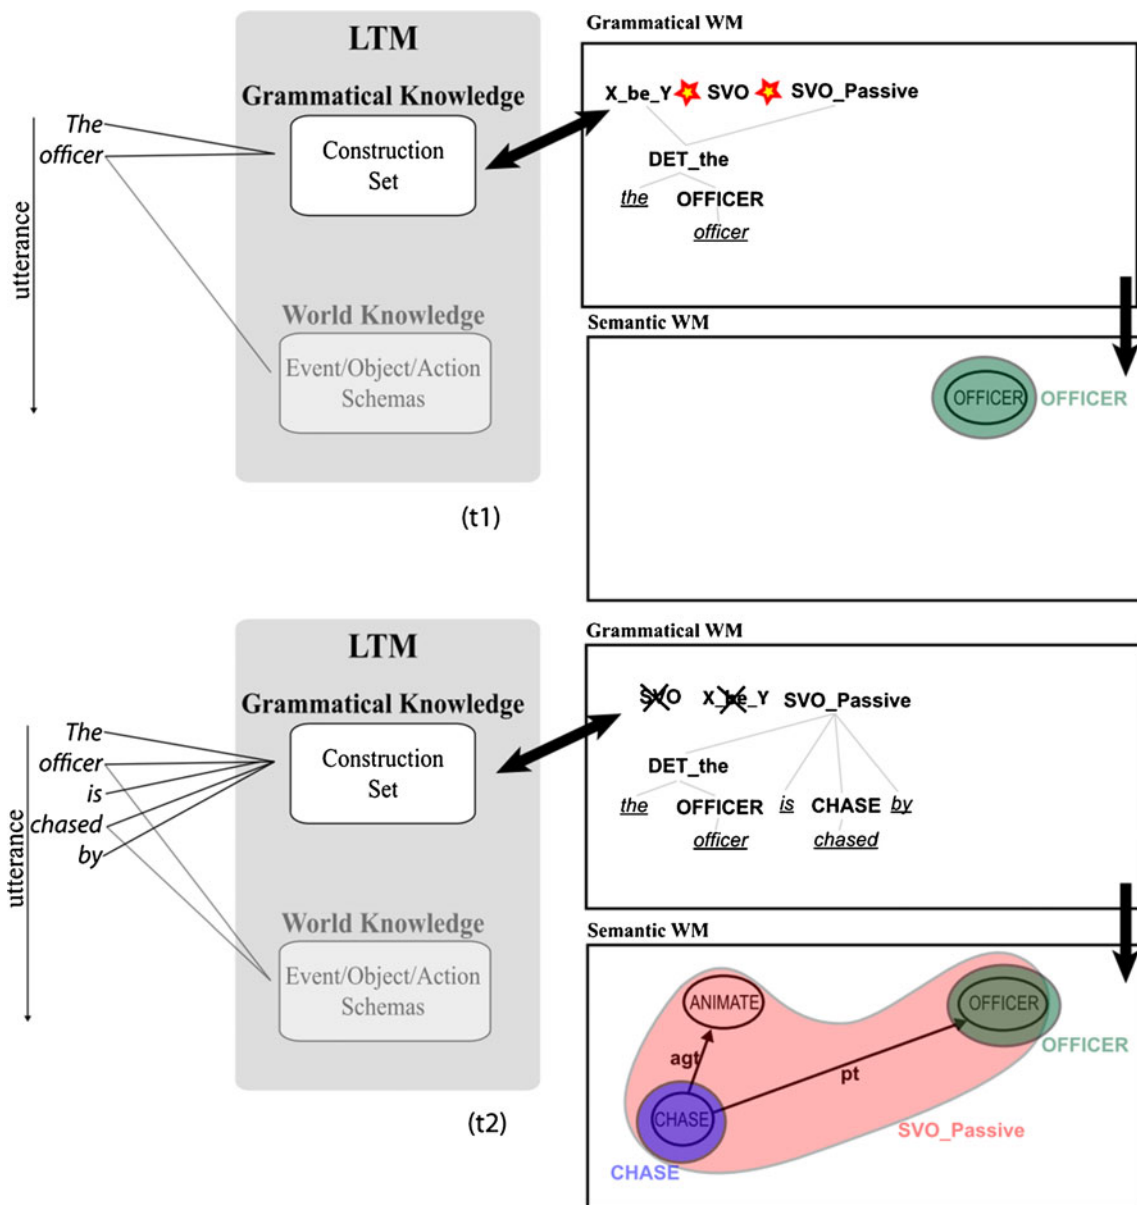 LTM
Grammatical Knowledge
Construction
Set
World Knowledge
Event/Object/Action
Schemas
The
officer
utterance
(t1)
Grammatical WM
X_be_Y SVO SVO_Passive
DET_the
the OFFICER
officer
Semantic WM
OFFICER OFFICER
LTM
Grammatical Knowledge
Construction
Set
World Knowledge
Event/Object/Action
Schemas
The
officer
is
chased
by
utterance
(t2)
Grammatical WM
SVO X_be_Y SVO_Passive
DET_the
the OFFICER is CHASE by
officer chased
Semantic WM
ANIMATE OFFICER
OFFICER
agt
pt
CHASE
SVO_Passive
CHASE